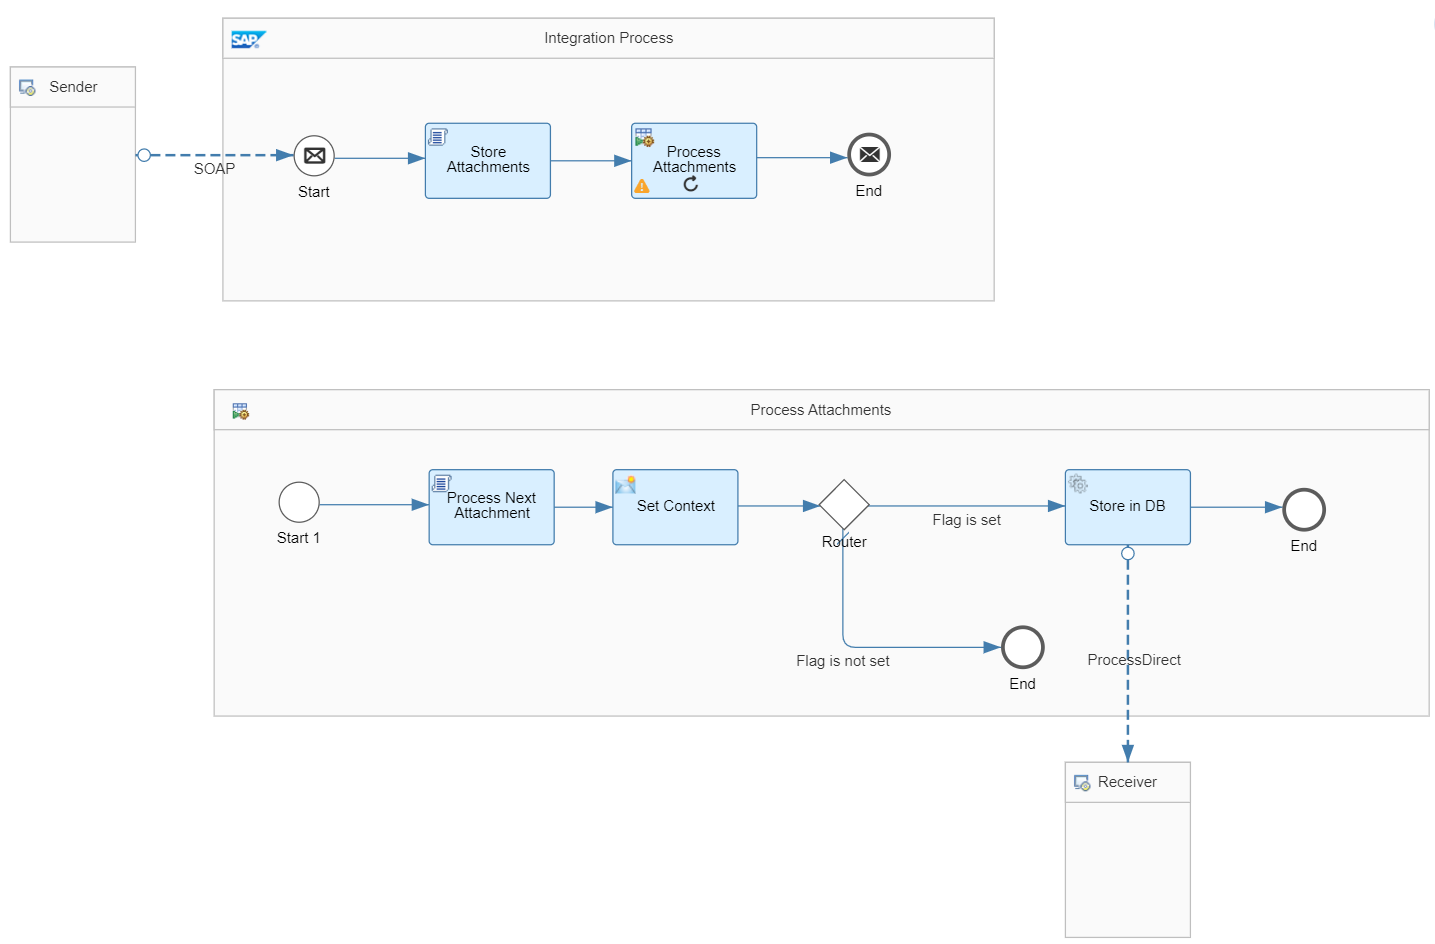 SAP
Integration Process
Sender
SOAP
Start
Store
Attachments
Process
Attachments
End
Process Attachments
Start 1
Process Next
Attachment
Set Context
Router
Flag is set
Store in DB
End
Flag is not set
End
ProcessDirect
Receiver